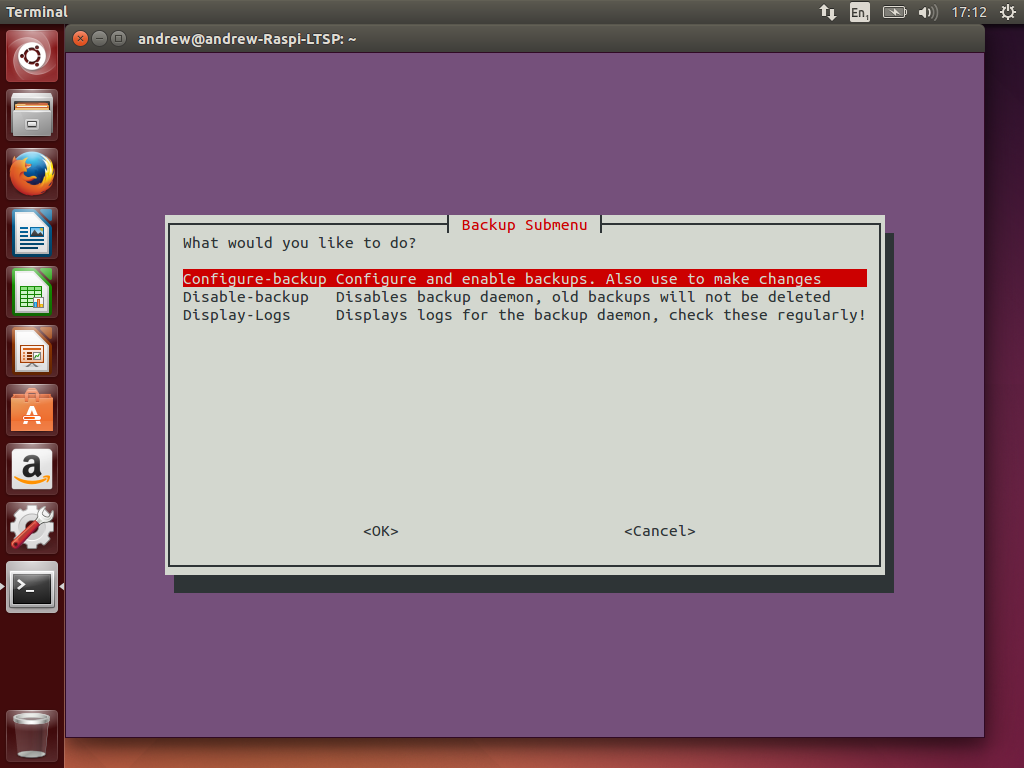 Terminal
En₁
17:12
andrew@andrew-Raspi-LTSP: ~
Backup Submenu
What would you like to do?
Configure-backup Configure and enable backups. Also use to make changes
Disable-backup Disables backup daemon, old backups will not be deleted
Display-Logs Displays logs for the backup daemon, check these regularly!
<OK> <Cancel>